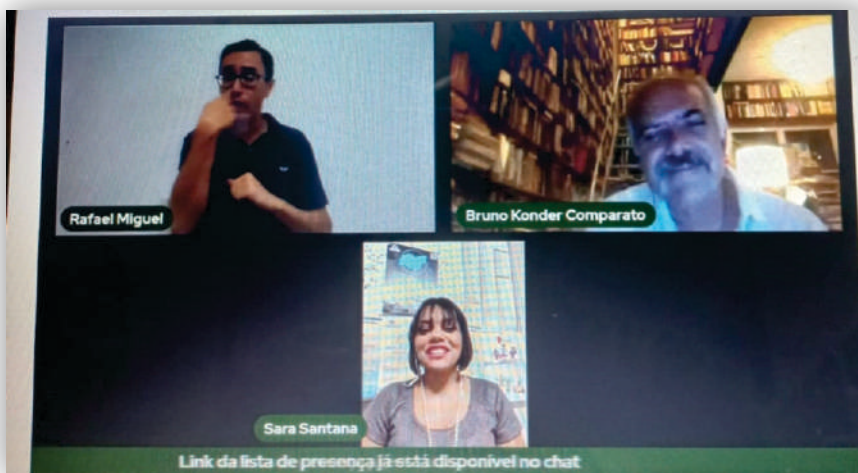 Rafael Miguel
Bruno Konder Comparato
Sara Santana
Link da lista de presença já está disponível no chat